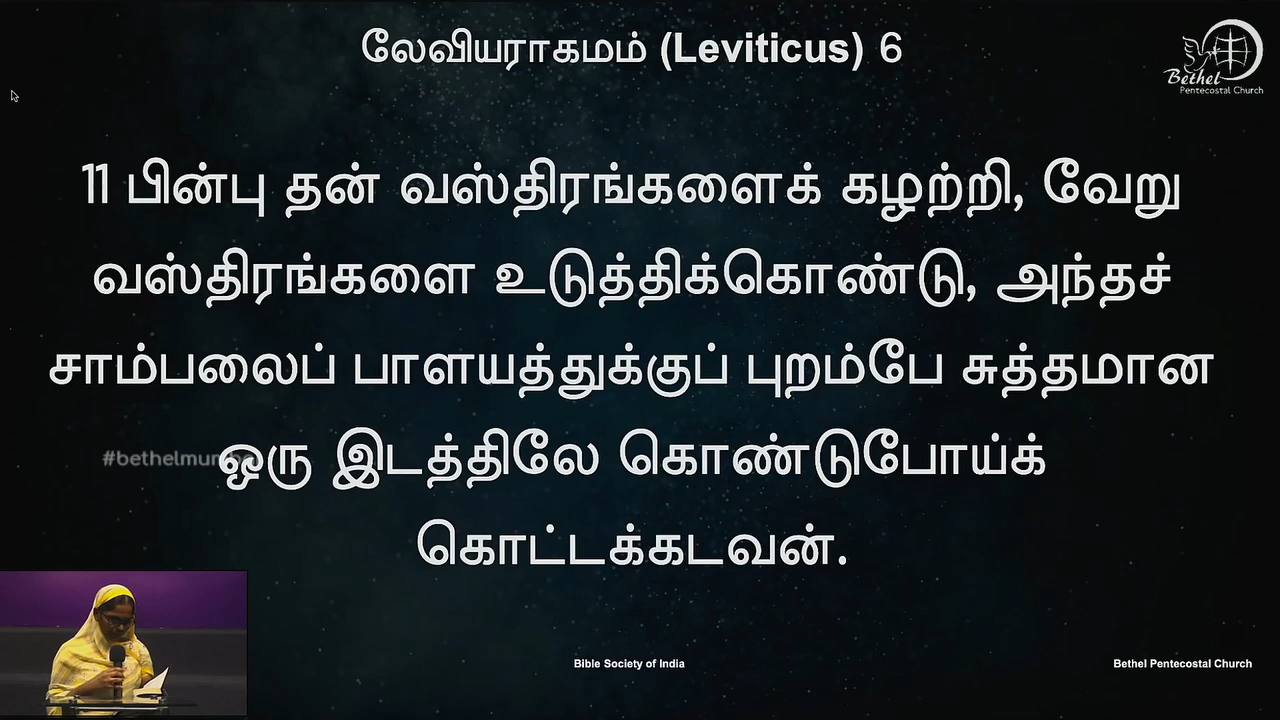 லேவியராகமம் (Leviticus) 6
Bethel
Pentecostal Church
11 பின்பு தன் வஸ்திரங்களைக் கழற்றி, வேறு
வஸ்திரங்களை உடுத்திக்கொண்டு, அந்தச்
சாம்பலைப் பாளயத்துக்குப் புறம்பே சுத்தமான
ஒரு இடத்திலே கொண்டுபோய்க்
கொட்டக்கடவன்.
Bible Society of India
Bethel Pentecostal Church